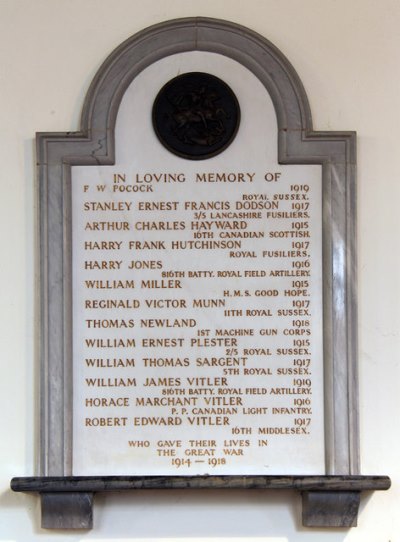 IN LOVING MEMORY OF
F W POCOCK 1919
ROYAL SUSSEX.
STANLEY ERNEST FRANCIS DODSON 1917
3/5 LANCASHIRE FUSILIERS.
ARTHUR CHARLES HAYWARD 1915
16TH CANADIAN SCOTTISH.
HARRY FRANK HUTCHINSON 1917
ROYAL FUSILIERS.
HARRY JONES 1916
816TH BATTY. ROYAL FIELD ARTILLERY.
WILLIAM MILLER 1915
H.M.S. GOOD HOPE.
REGINALD VICTOR MUNN 1917
11TH ROYAL SUSSEX.
THOMAS NEWLAND 1918
1ST MACHINE GUN CORPS
WILLIAM ERNEST PLESTER 1915
2/5 ROYAL SUSSEX.
WILLIAM THOMAS SARGENT 1917
5TH ROYAL SUSSEX.
WILLIAM JAMES VITLER 1919
816TH BATTY. ROYAL FIELD ARTILLERY.
HORACE MARCHANT VITLER 1916
P. P. CANADIAN LIGHT INFANTRY.
ROBERT EDWARD VITLER 1917
16TH MIDDLESEX.
WHO GAVE THEIR LIVES IN
THE GREAT WAR
1914 — 1918